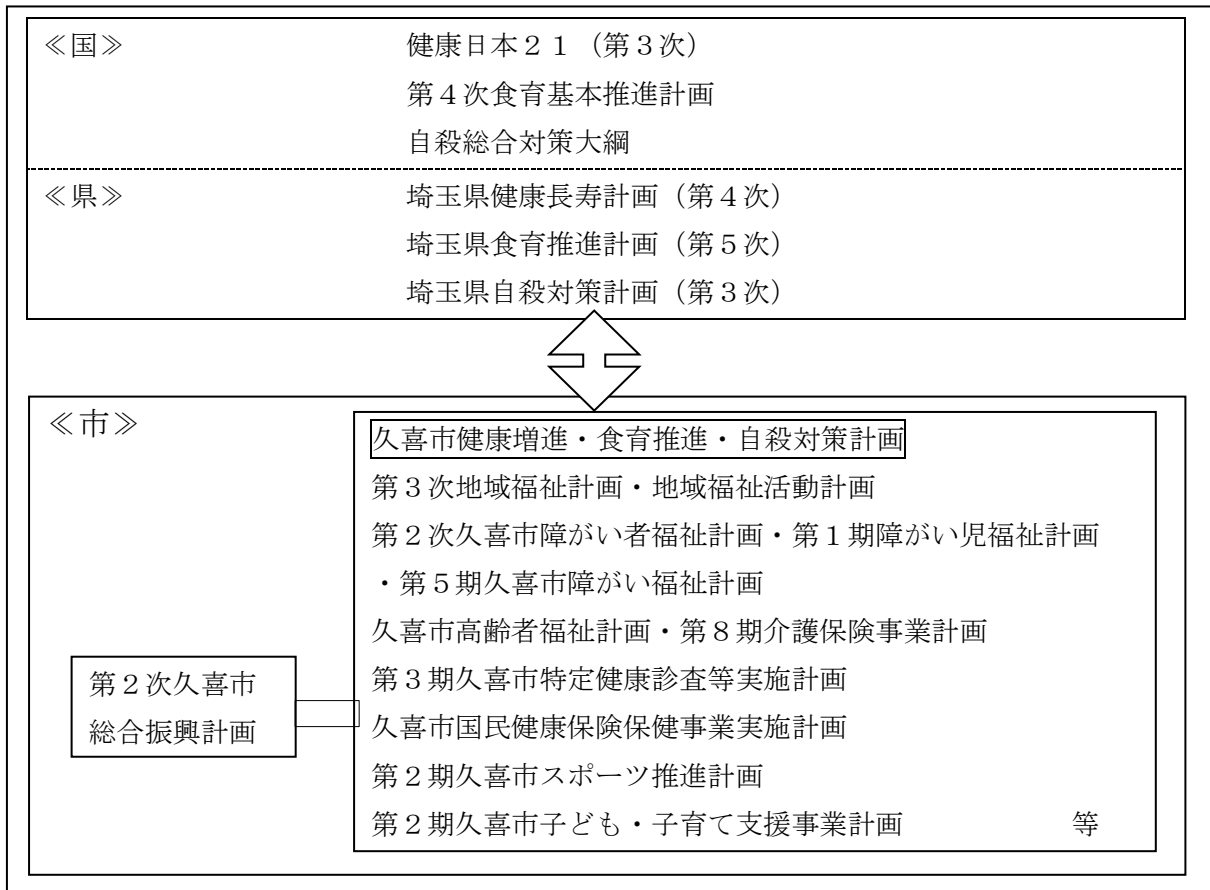 ≪国≫ 健康日本２１（第３次）
第４次食育基本推進計画
自殺総合対策大綱
≪県≫ 埼玉県健康長寿計画（第４次）
埼玉県食育推進計画（第５次）
埼玉県自殺対策計画（第３次）
≪市≫
久喜市健康増進・食育推進・自殺対策計画
第３次地域福祉計画・地域福祉活動計画
第２次久喜市障がい者福祉計画・第１期障がい児福祉計画
・第５期久喜市障がい福祉計画
久喜市高齢者福祉計画・第８期介護保険事業計画
第３期久喜市特定健康診査等実施計画
久喜市国民健康保険保健事業実施計画
第２期久喜市スポーツ推進計画
第２期久喜市子ども・子育て支援事業計画 等
第２次久喜市
総合振興計画